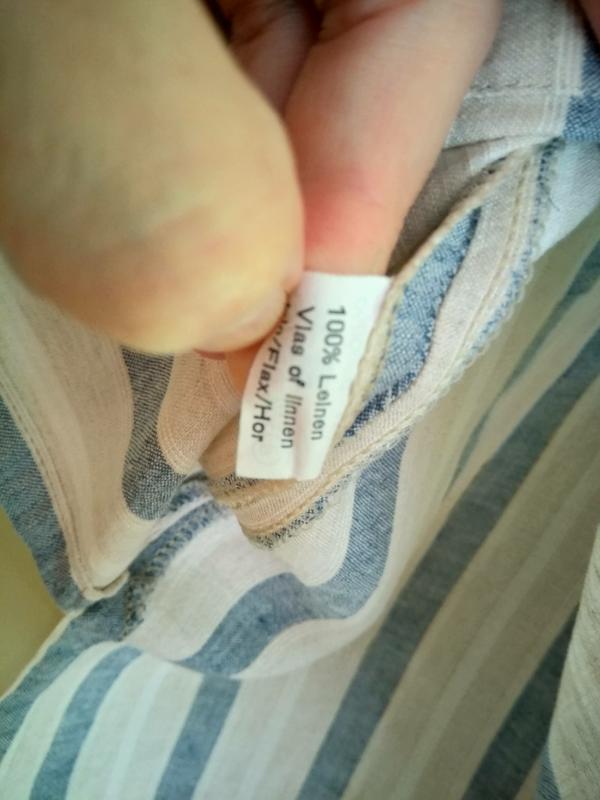 100% Leinen
Vlas of linnen
/Flax/Hor